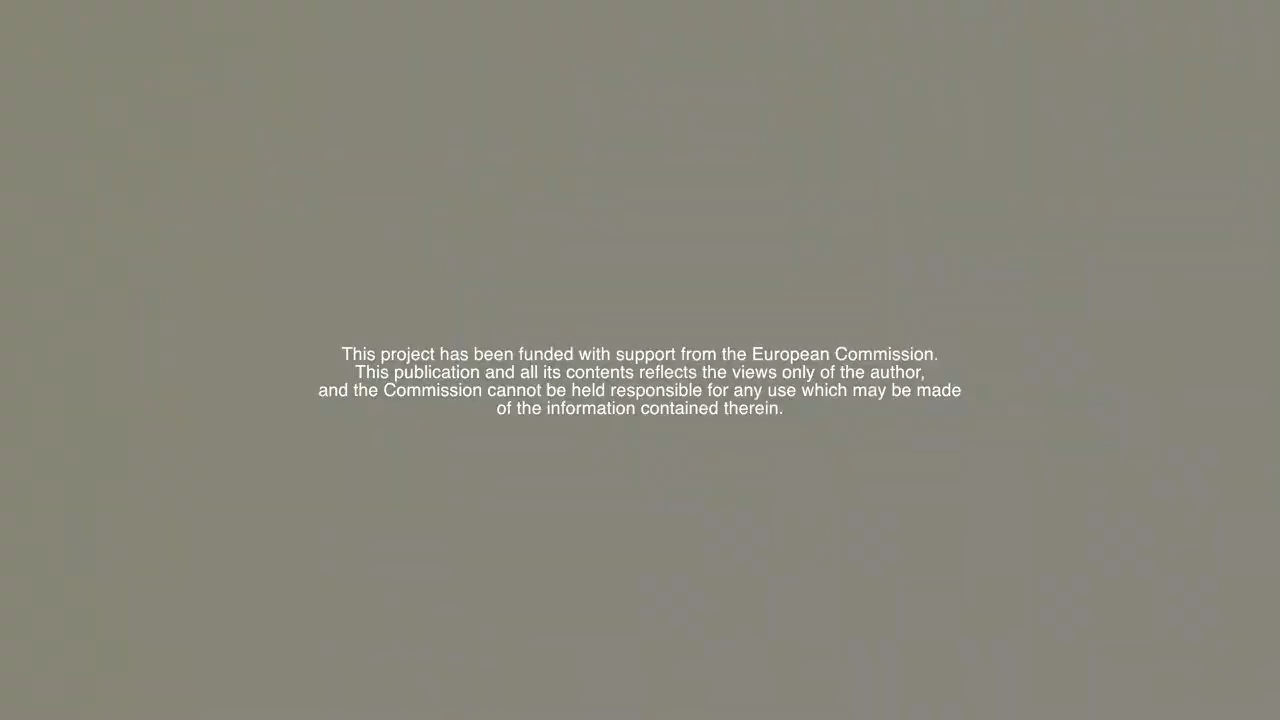 This project has been funded with support from the European Commission.
This publication and all its contents reflects the views only of the author,
and the Commission cannot be held responsible for any use which may be made
of the information contained therein.